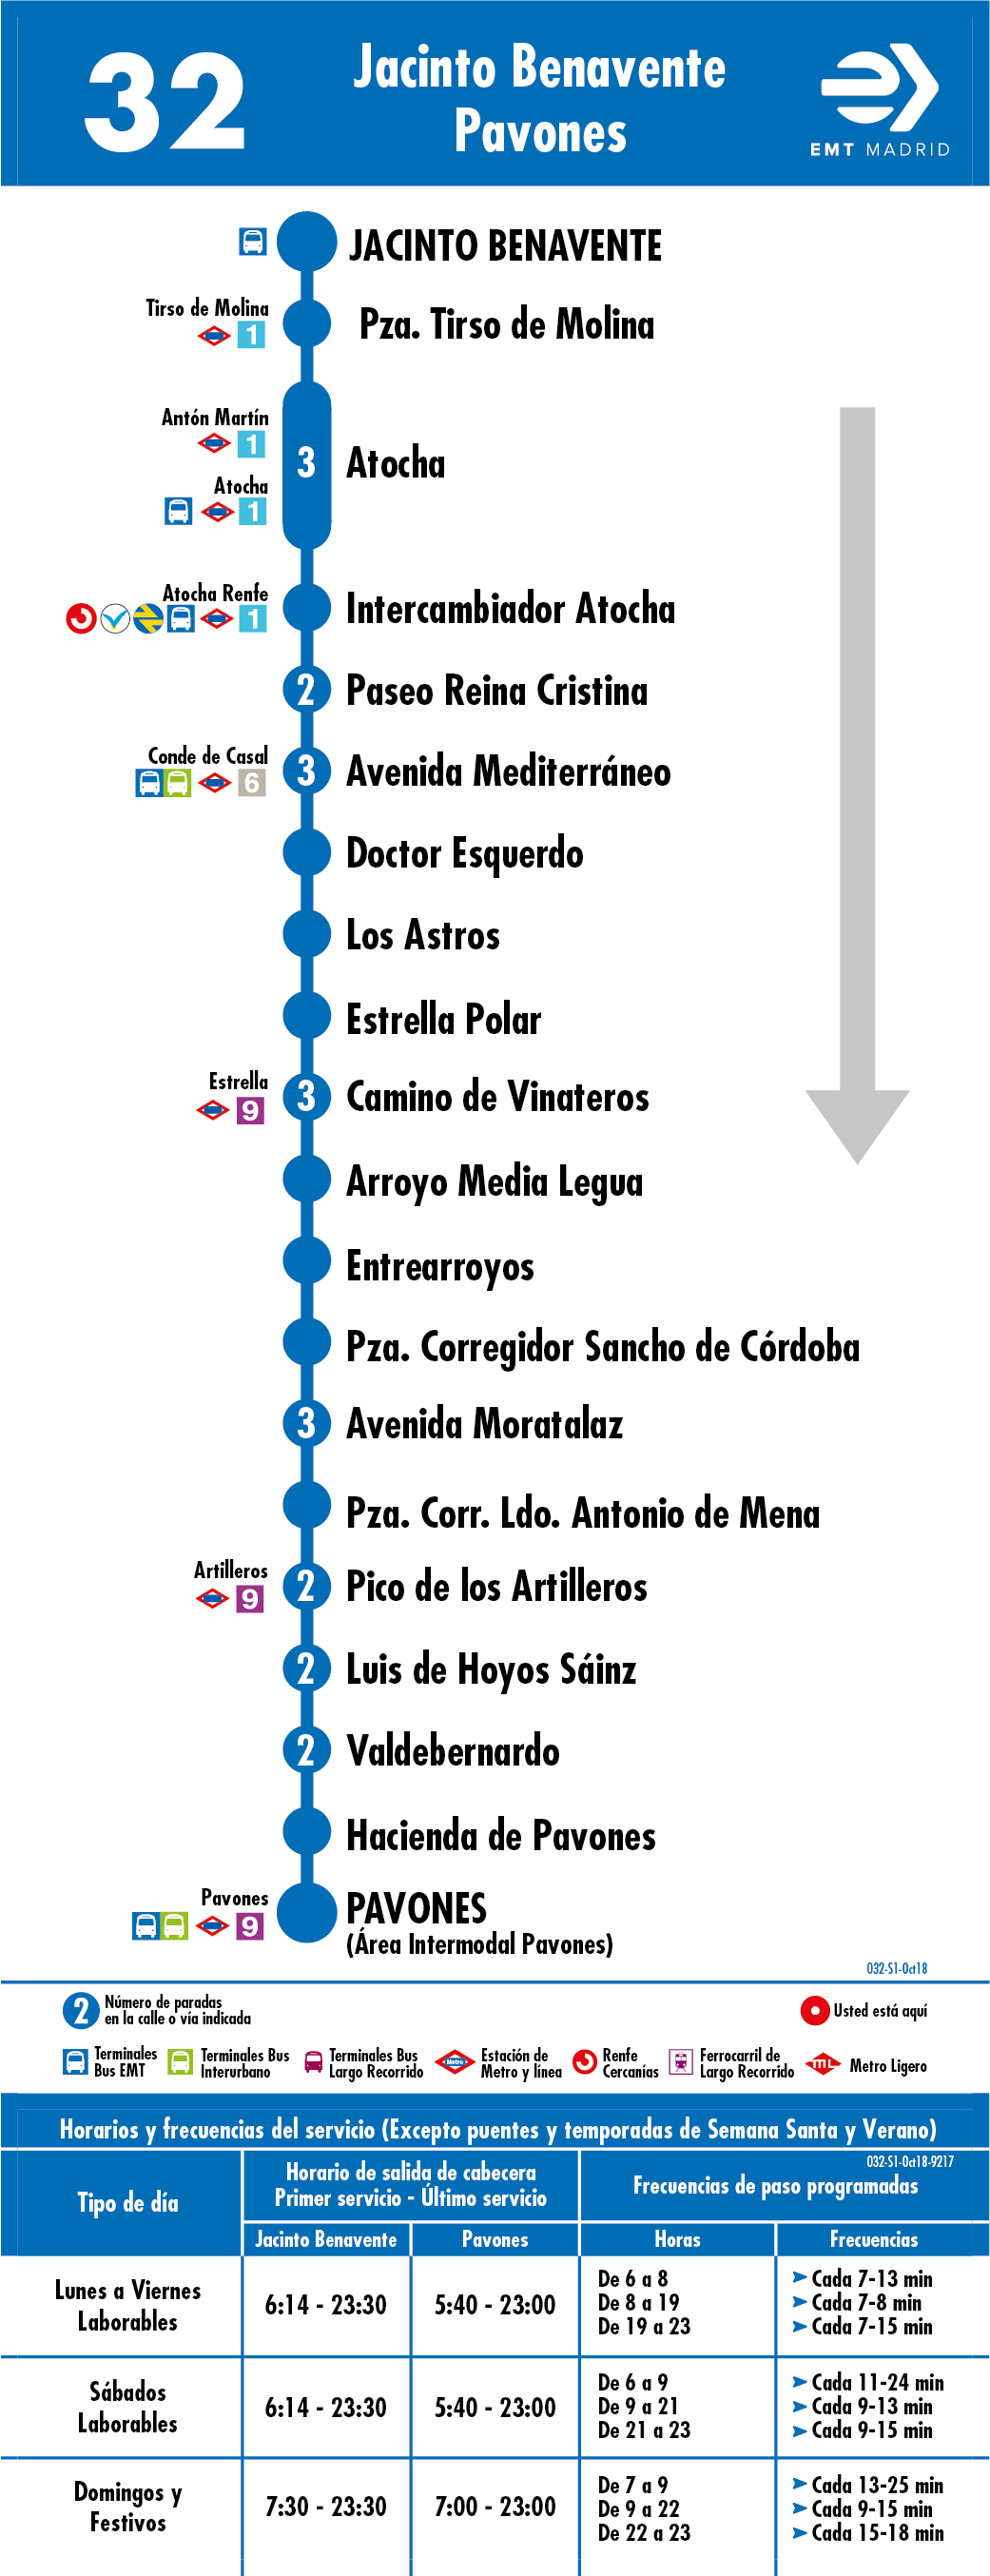 32
Jacinto Benavente
Pavones
EMT MADRID
JACINTO BENAVENTE
Tirso de Molina
1
Pza. Tirso de Molina
Antón Martín
1
3
Atocha
Atocha
1
Atocha Renfe
1
Intercambiador Atocha
2
Paseo Reina Cristina
Conde de Casal
6
3
Avenida Mediterráneo
Doctor Esquerdo
Los Astros
Estrella Polar
Estrella
9
3
Camino de Vinateros
Arroyo Media Legua
Entrearroyos
Pza. Corregidor Sancho de Córdoba
3
Avenida Moratalaz
Pza. Corr. Ldo. Antonio de Mena
Artilleros
9
2
Pico de los Artilleros
2
Luis de Hoyos Sáinz
2
Valdebernardo
Hacienda de Pavones
Pavones
9
PAVONES
(Área Intermodal Pavones)
032-S1-Oct18
2
Número de paradas
en la calle o vía indicada
Usted está aquí
Terminales
Bus EMT
Terminales Bus
Interurbano
Terminales Bus
Largo Recorrido
Metro
Estación de
Metro y línea
Renfe
Cercanías
Ferrocarril de
Largo Recorrido
ML
Metro Ligero
Horarios y frecuencias del servicio (Excepto puentes y temporadas de Semana Santa y Verano)
032-S1-Oct18-9217
Tipo de día
Horario de salida de cabecera
Primer servicio - Último servicio
Frecuencias de paso programadas
Jacinto Benavente
Pavones
Horas
Frecuencias
Lunes a Viernes
Laborables
6:14 - 23:30
5:40 - 23:00
De 6 a 8
De 8 a 19
De 19 a 23
Cada 7-13 min
Cada 7-8 min
Cada 7-15 min
Sábados
Laborables
6:14 - 23:30
5:40 - 23:00
De 6 a 9
De 9 a 21
De 21 a 23
Cada 11-24 min
Cada 9-13 min
Cada 9-15 min
Domingos y
Festivos
7:30 - 23:30
7:00 - 23:00
De 7 a 9
De 9 a 22
De 22 a 23
Cada 13-25 min
Cada 9-15 min
Cada 15-18 min